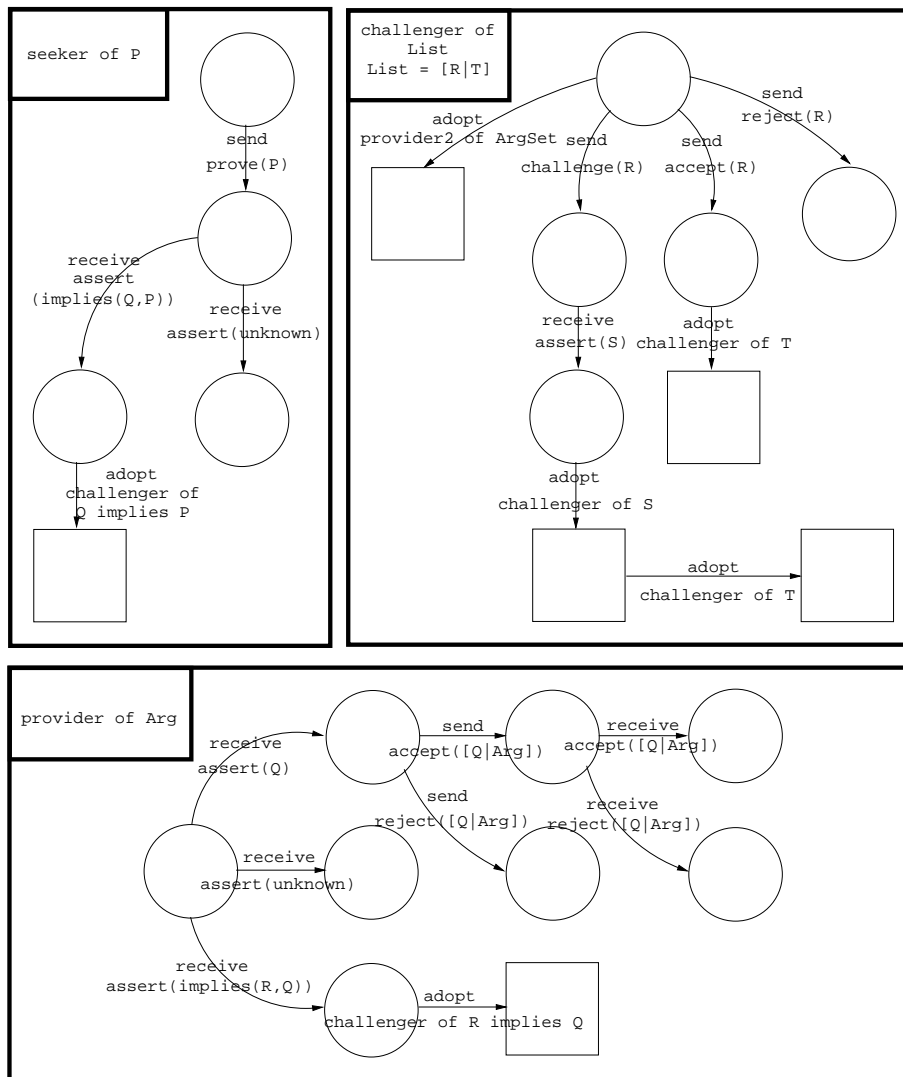 seeker of P
send
prove(P)
receive
assert
(implies(Q,P))
receive
assert(unknown)
adopt
challenger of
Q implies P
challenger of
List
List = [R|T]
adopt
provider2 of ArgSet
send
challenge(R)
send
accept(R)
send
reject(R)
receive
assert(S)
adopt
challenger of T
adopt
challenger of S
adopt
challenger of T
provider of Arg
receive
assert(Q)
send
accept([Q|Arg])
receive
accept([Q|Arg])
send
reject([Q|Arg])
receive
reject([Q|Arg])
receive
assert(unknown)
receive
assert(implies(R,Q))
adopt
challenger of R implies Q